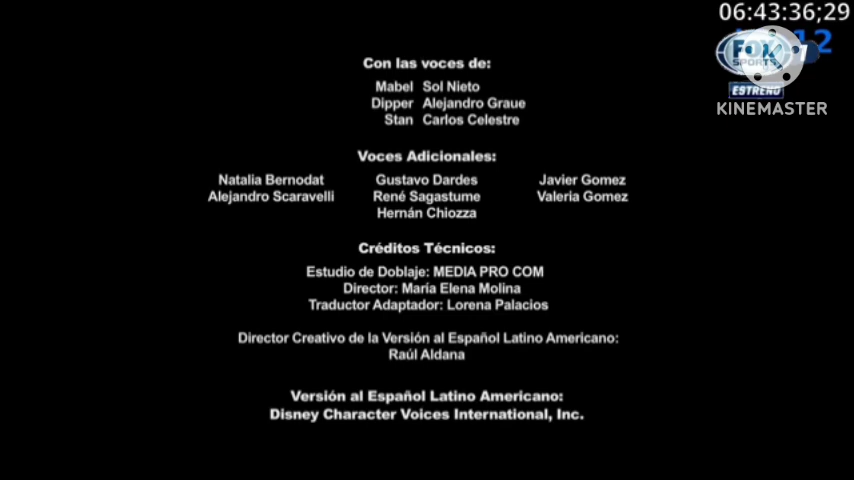 06:43:36;29
12
FOX
SPORTS
ESTRENO
KINEMASTER
Con las voces de:
Mabel Sol Nieto
Dipper Alejandro Graue
Stan Carlos Celestre
Voces Adicionales:
Natalia Bernodat Gustavo Dardes Javier Gomez
Alejandro Scaravelli René Sagastume Valeria Gomez
Hernán Chiozza
Créditos Técnicos:
Estudio de Doblaje: MEDIA PRO COM
Director: María Elena Molina
Traductor Adaptador: Lorena Palacios
Director Creativo de la Versión al Español Latino Americano:
Raúl Aldana
Versión al Español Latino Americano:
Disney Character Voices International, Inc.